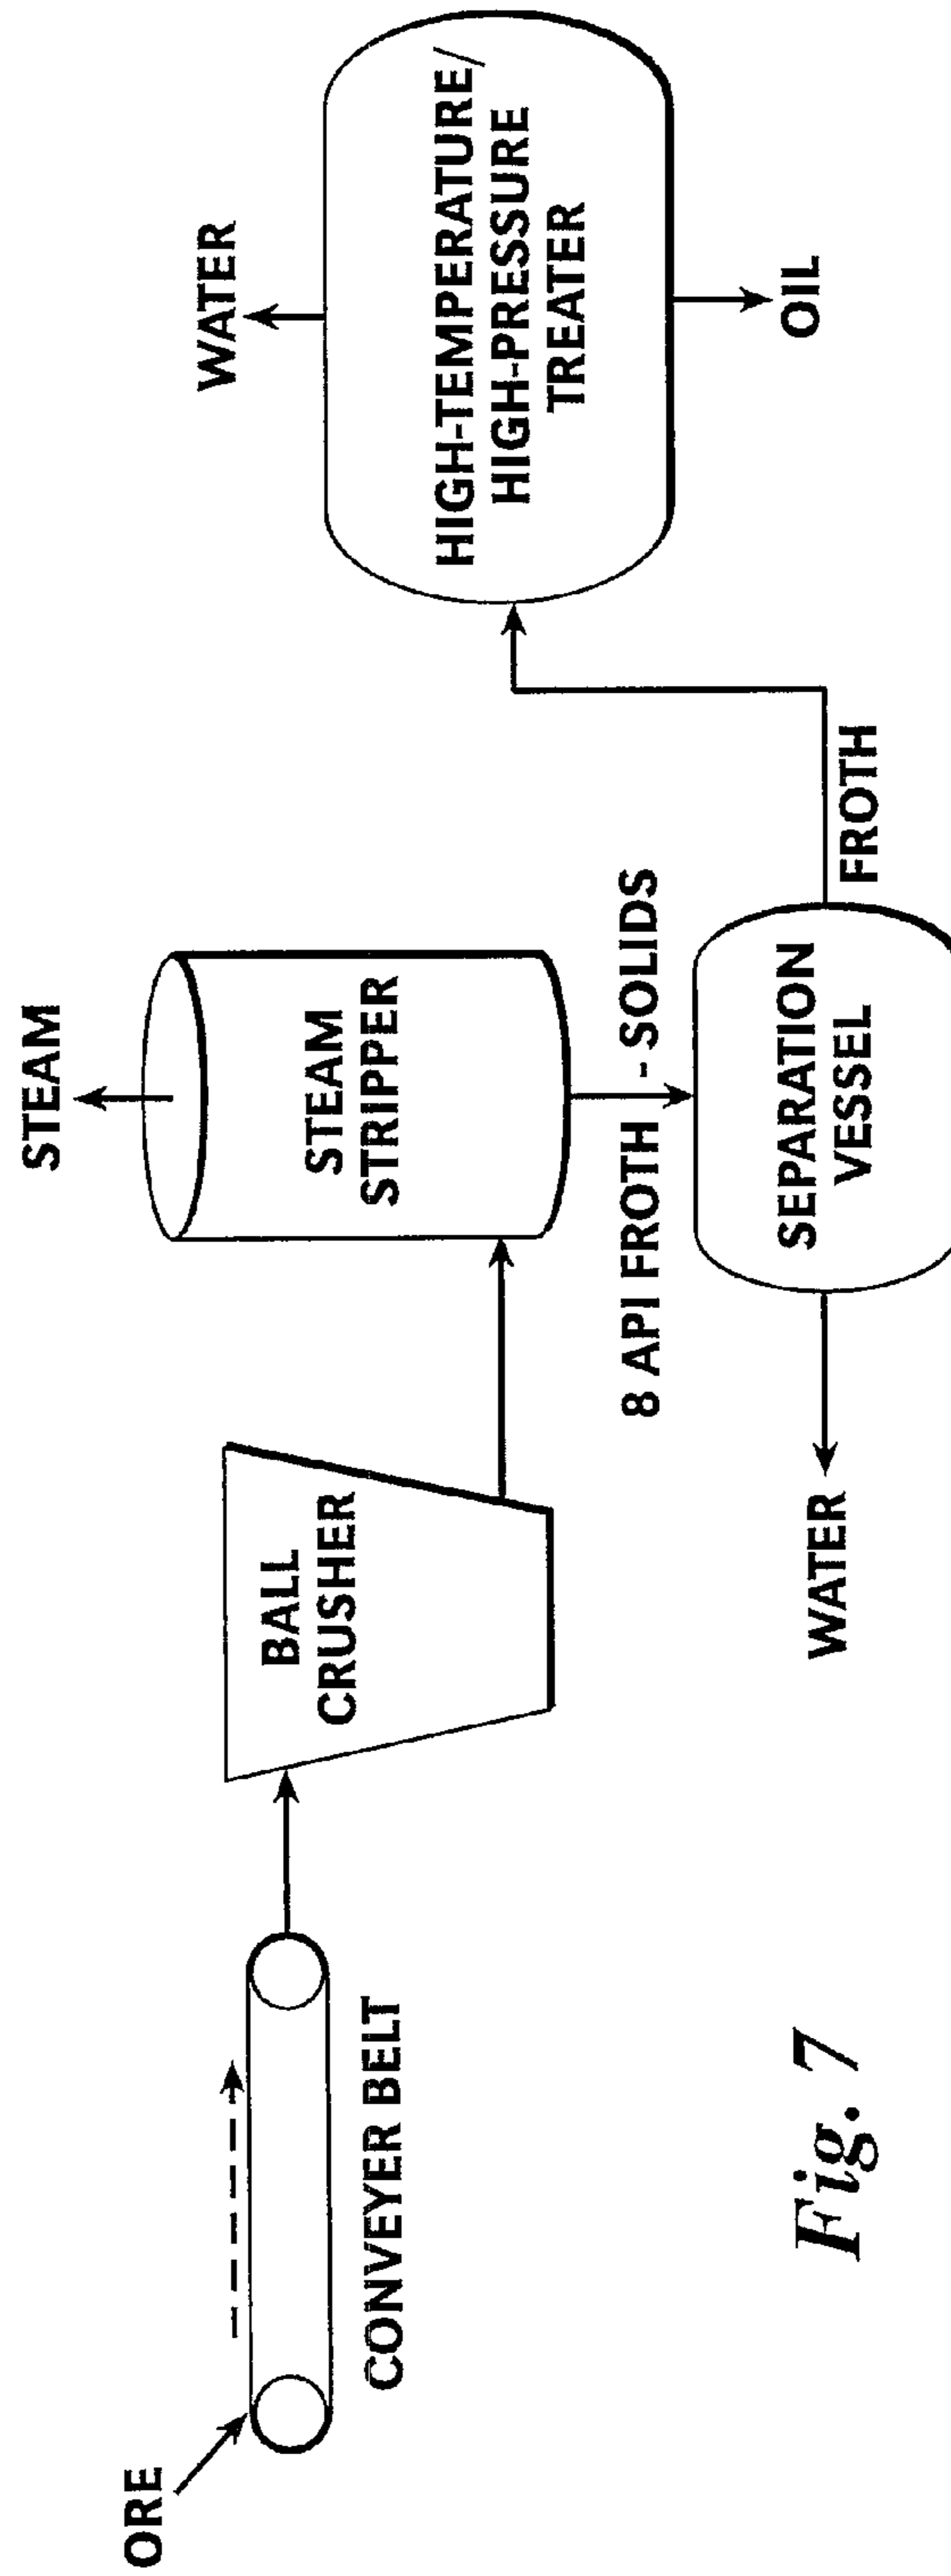 ORE
CONVEYER BELT
BALL
CRUSHER
STEAM
STEAM
STRIPPER
8 API FROTH - SOLIDS
SEPARATION
VESSEL
WATER
FROTH
WATER
HIGH-TEMPERATURE/
HIGH-PRESSURE
TREATER
OIL
Fig. 7